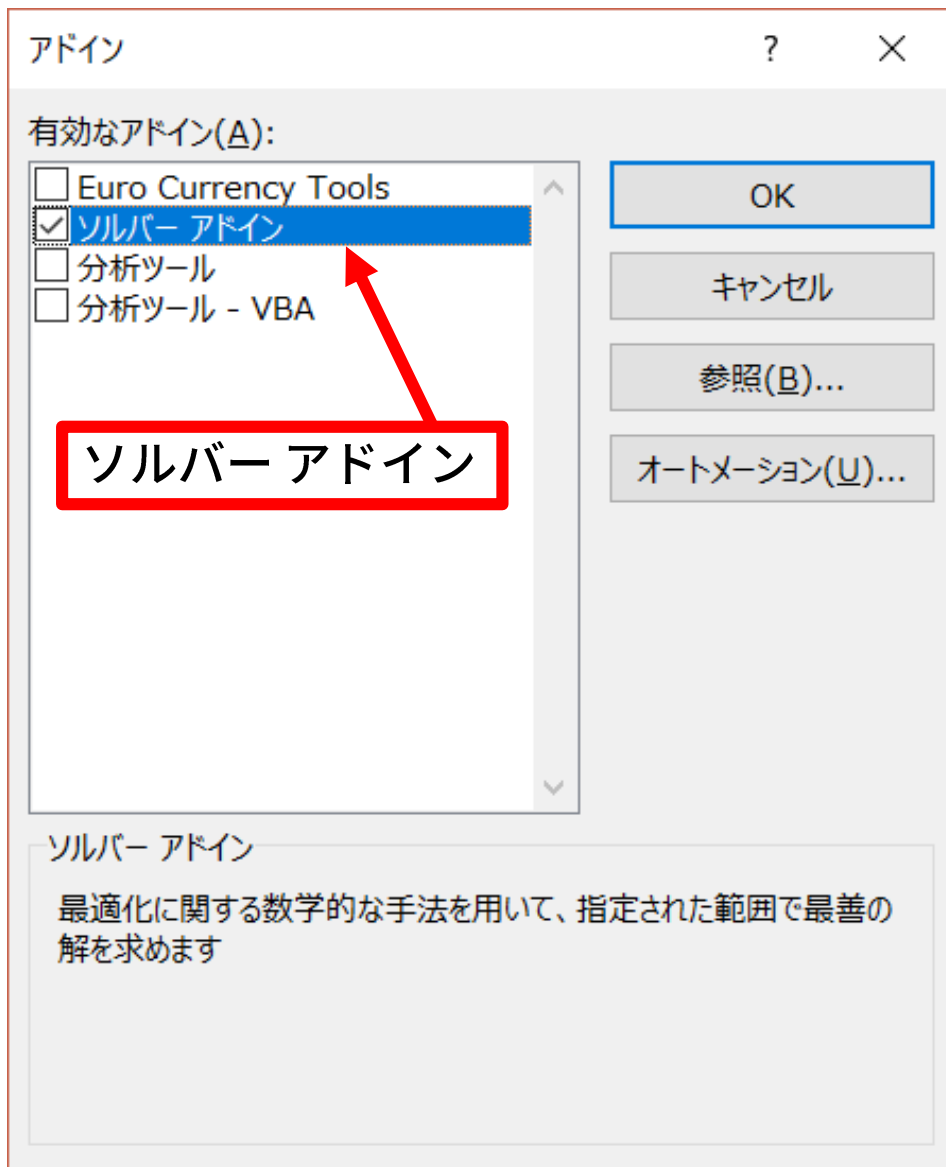 アドイン
?
有効なアドイン(A):
Euro Currency Tools
ソルバー アドイン
分析ツール
分析ツール - VBA
OK
キャンセル
参照(B)...
オートメーション(U)...
ソルバー アドイン
ソルバー アドイン
最適化に関する数学的な手法を用いて、指定された範囲で最善の
解を求めます